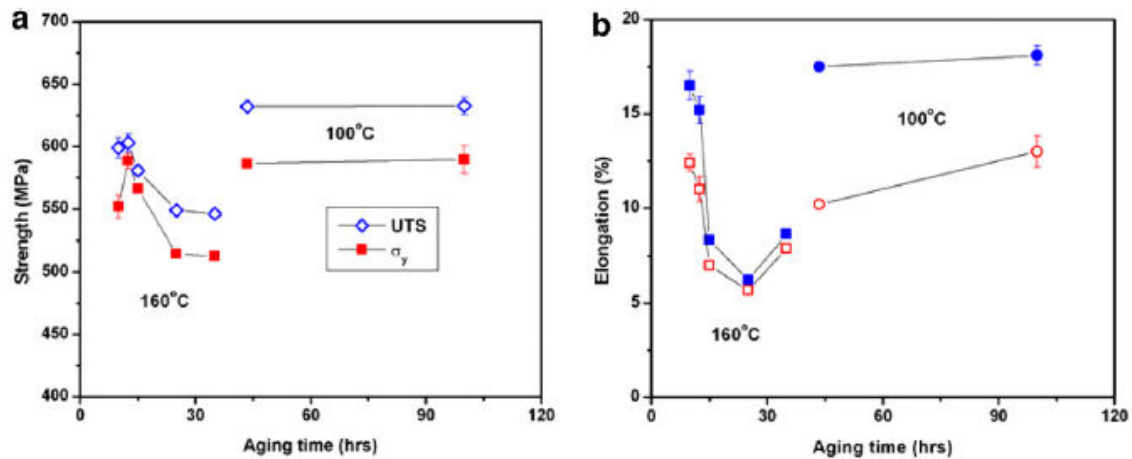 a
700
650
600
550
500
450
400
Strength (MPa)
100°C
UTS
σy
160°C
0 30 60 90 120
Aging time (hrs)
b
20
15
10
5
0
Elongation (%)
100°C
160°C
0 30 60 90 120
Aging time (hrs)